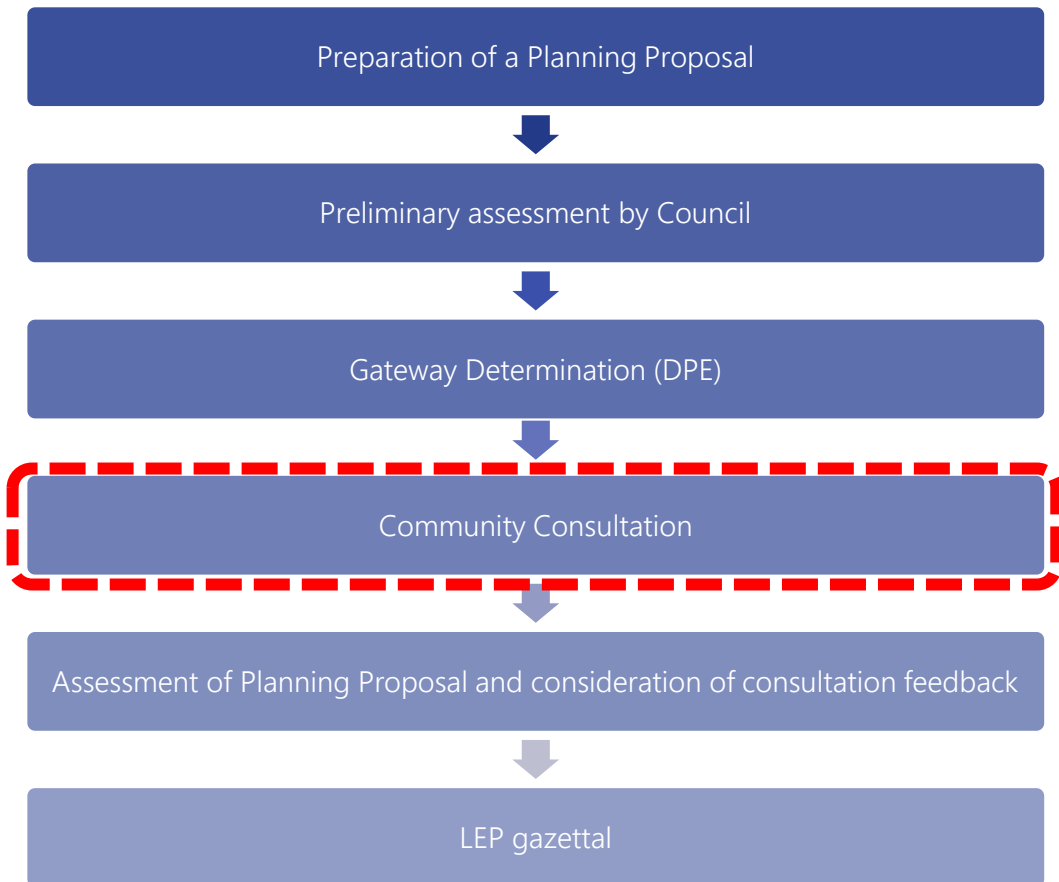 Preparation of a Planning Proposal
Preliminary assessment by Council
Gateway Determination (DPE)
Community Consultation
Assessment of Planning Proposal and consideration of consultation feedback
LEP gazettal